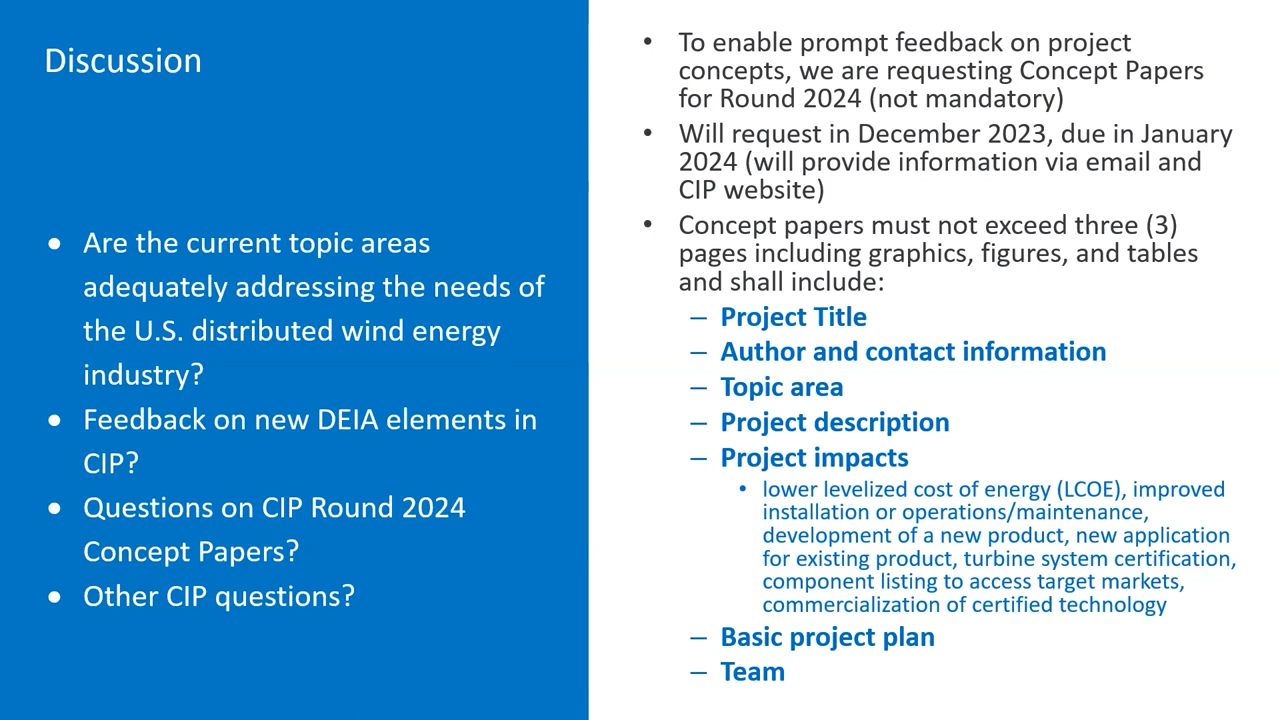 Discussion
• Are the current topic areas
adequately addressing the needs of
the U.S. distributed wind energy
industry?
• Feedback on new DEIA elements in
CIP?
• Questions on CIP Round 2024
Concept Papers?
• Other CIP questions?
• To enable prompt feedback on project
concepts, we are requesting Concept Papers
for Round 2024 (not mandatory)
• Will request in December 2023, due in January
2024 (will provide information via email and
CIP website)
• Concept papers must not exceed three (3)
pages including graphics, figures, and tables
and shall include:
– Project Title
– Author and contact information
– Topic area
– Project description
– Project impacts
• lower levelized cost of energy (LCOE), improved
installation or operations/maintenance,
development of a new product, new application
for existing product, turbine system certification,
component listing to access target markets,
commercialization of certified technology
– Basic project plan
– Team